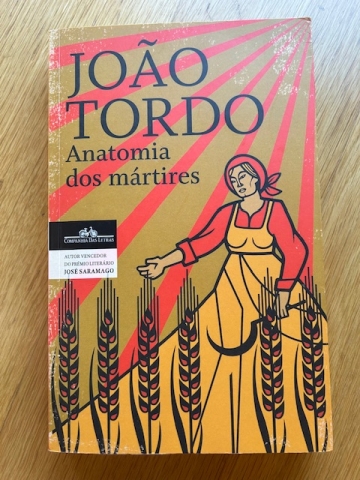 JOÃO
TORDO
Anatomia
dos mártires
COMPANHIA DAS LETRAS
AUTOR VENCEDOR
DO PRÉMIO LITERÁRIO
JOSÉ SARAMAGO